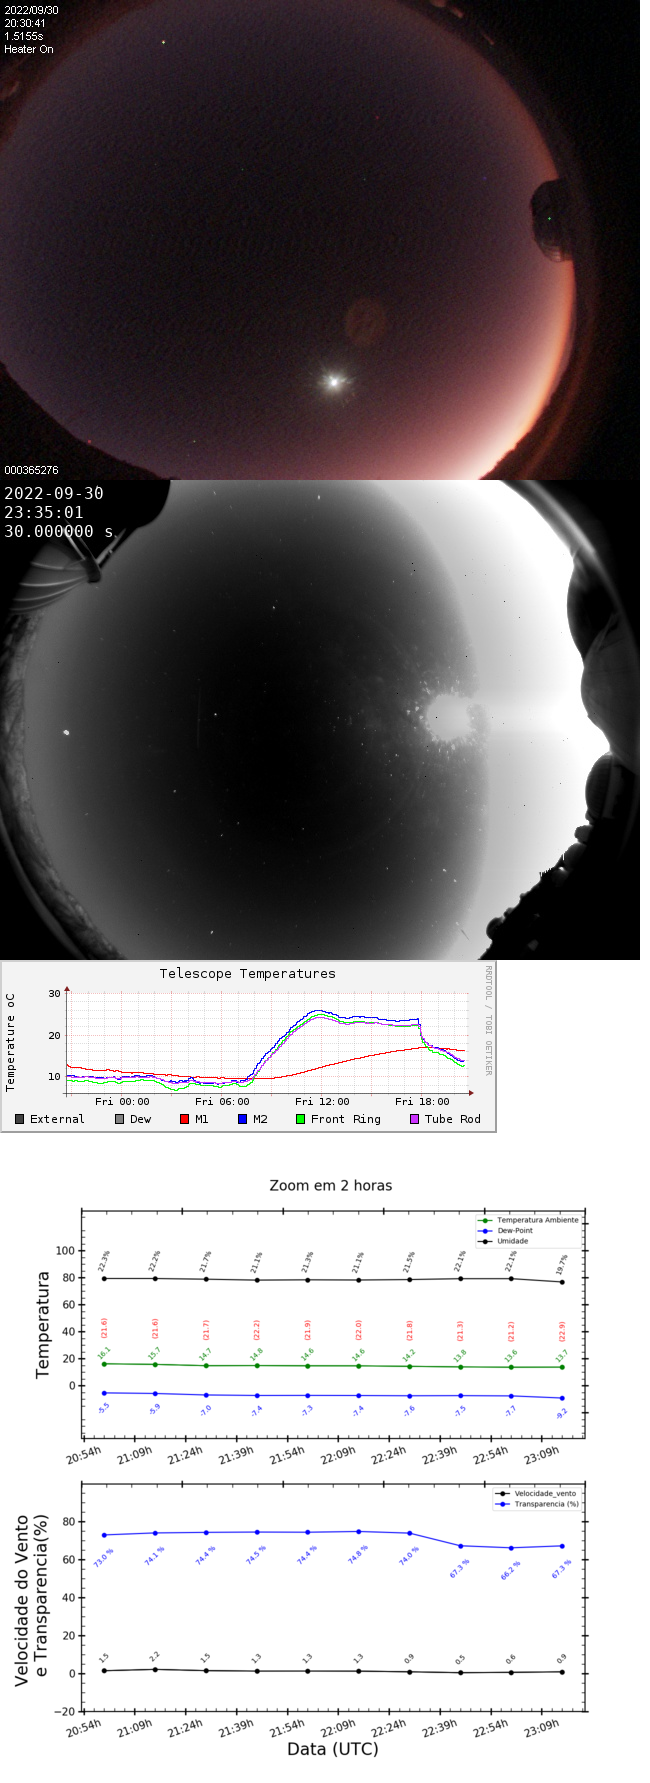 2022/09/30
20:30:41
1.5155s
Heater On
000365276
2022-09-30
23:35:01
30.000000 s
Telescope Temperatures
RRDTOOL / TOBI OETIKER
Temperature oC
30
20
10
Fri 00:00 Fri 06:00 Fri 12:00 Fri 18:00
External Dew M1 M2 Front Ring Tube Rod
Zoom em 2 horas
Temperatura Ambiente
Dew-Point
Umidade
Temperatura
100
80
60
40
20
0
22.3% 22.2% 21.7% 21.1% 21.3% 21.1% 21.5% 22.1% 22.1% 19.7%
(21.6) (21.6) (21.7) (22.2) (21.9) (22.0) (21.8) (21.3) (21.2) (22.9)
16.1 15.7 14.7 14.8 14.6 14.6 14.2 13.8 13.6 13.7
-5.5 -5.9 -7.0 -7.4 -7.3 -7.4 -7.6 -7.5 -7.7 -9.2
20:54h 21:09h 21:24h 21:39h 21:54h 22:09h 22:24h 22:39h 22:54h 23:09h
Velocidade_vento
Transparencia (%)
Velocidade do Vento
e Transparencia(%)
80
60
40
20
0
−20
73.0 % 74.1 % 74.4 % 74.5 % 74.4 % 74.8 % 74.0 % 67.3 % 66.2 % 67.3 %
1.5 2.2 1.5 1.3 1.3 1.3 0.9 0.5 0.6 0.9
20:54h 21:09h 21:24h 21:39h 21:54h 22:09h 22:24h 22:39h 22:54h 23:09h
Data (UTC)